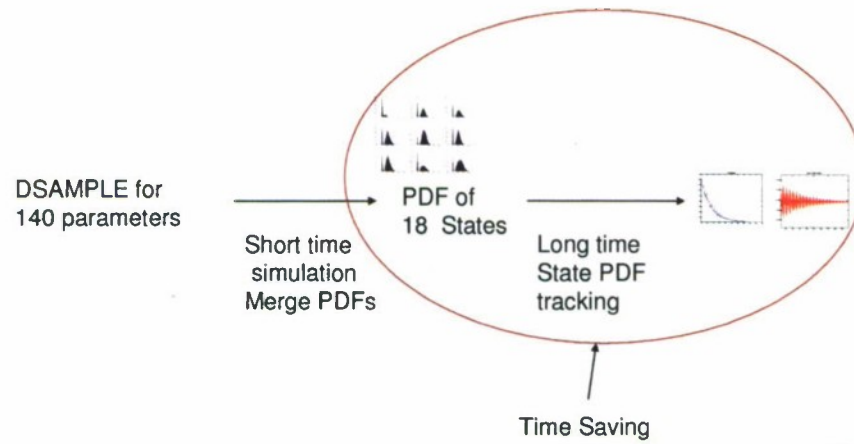 DSAMPLE for
140 parameters
Short time
simulation
Merge PDFs
PDF of
18 States
Long time
State PDF
tracking
Time Saving